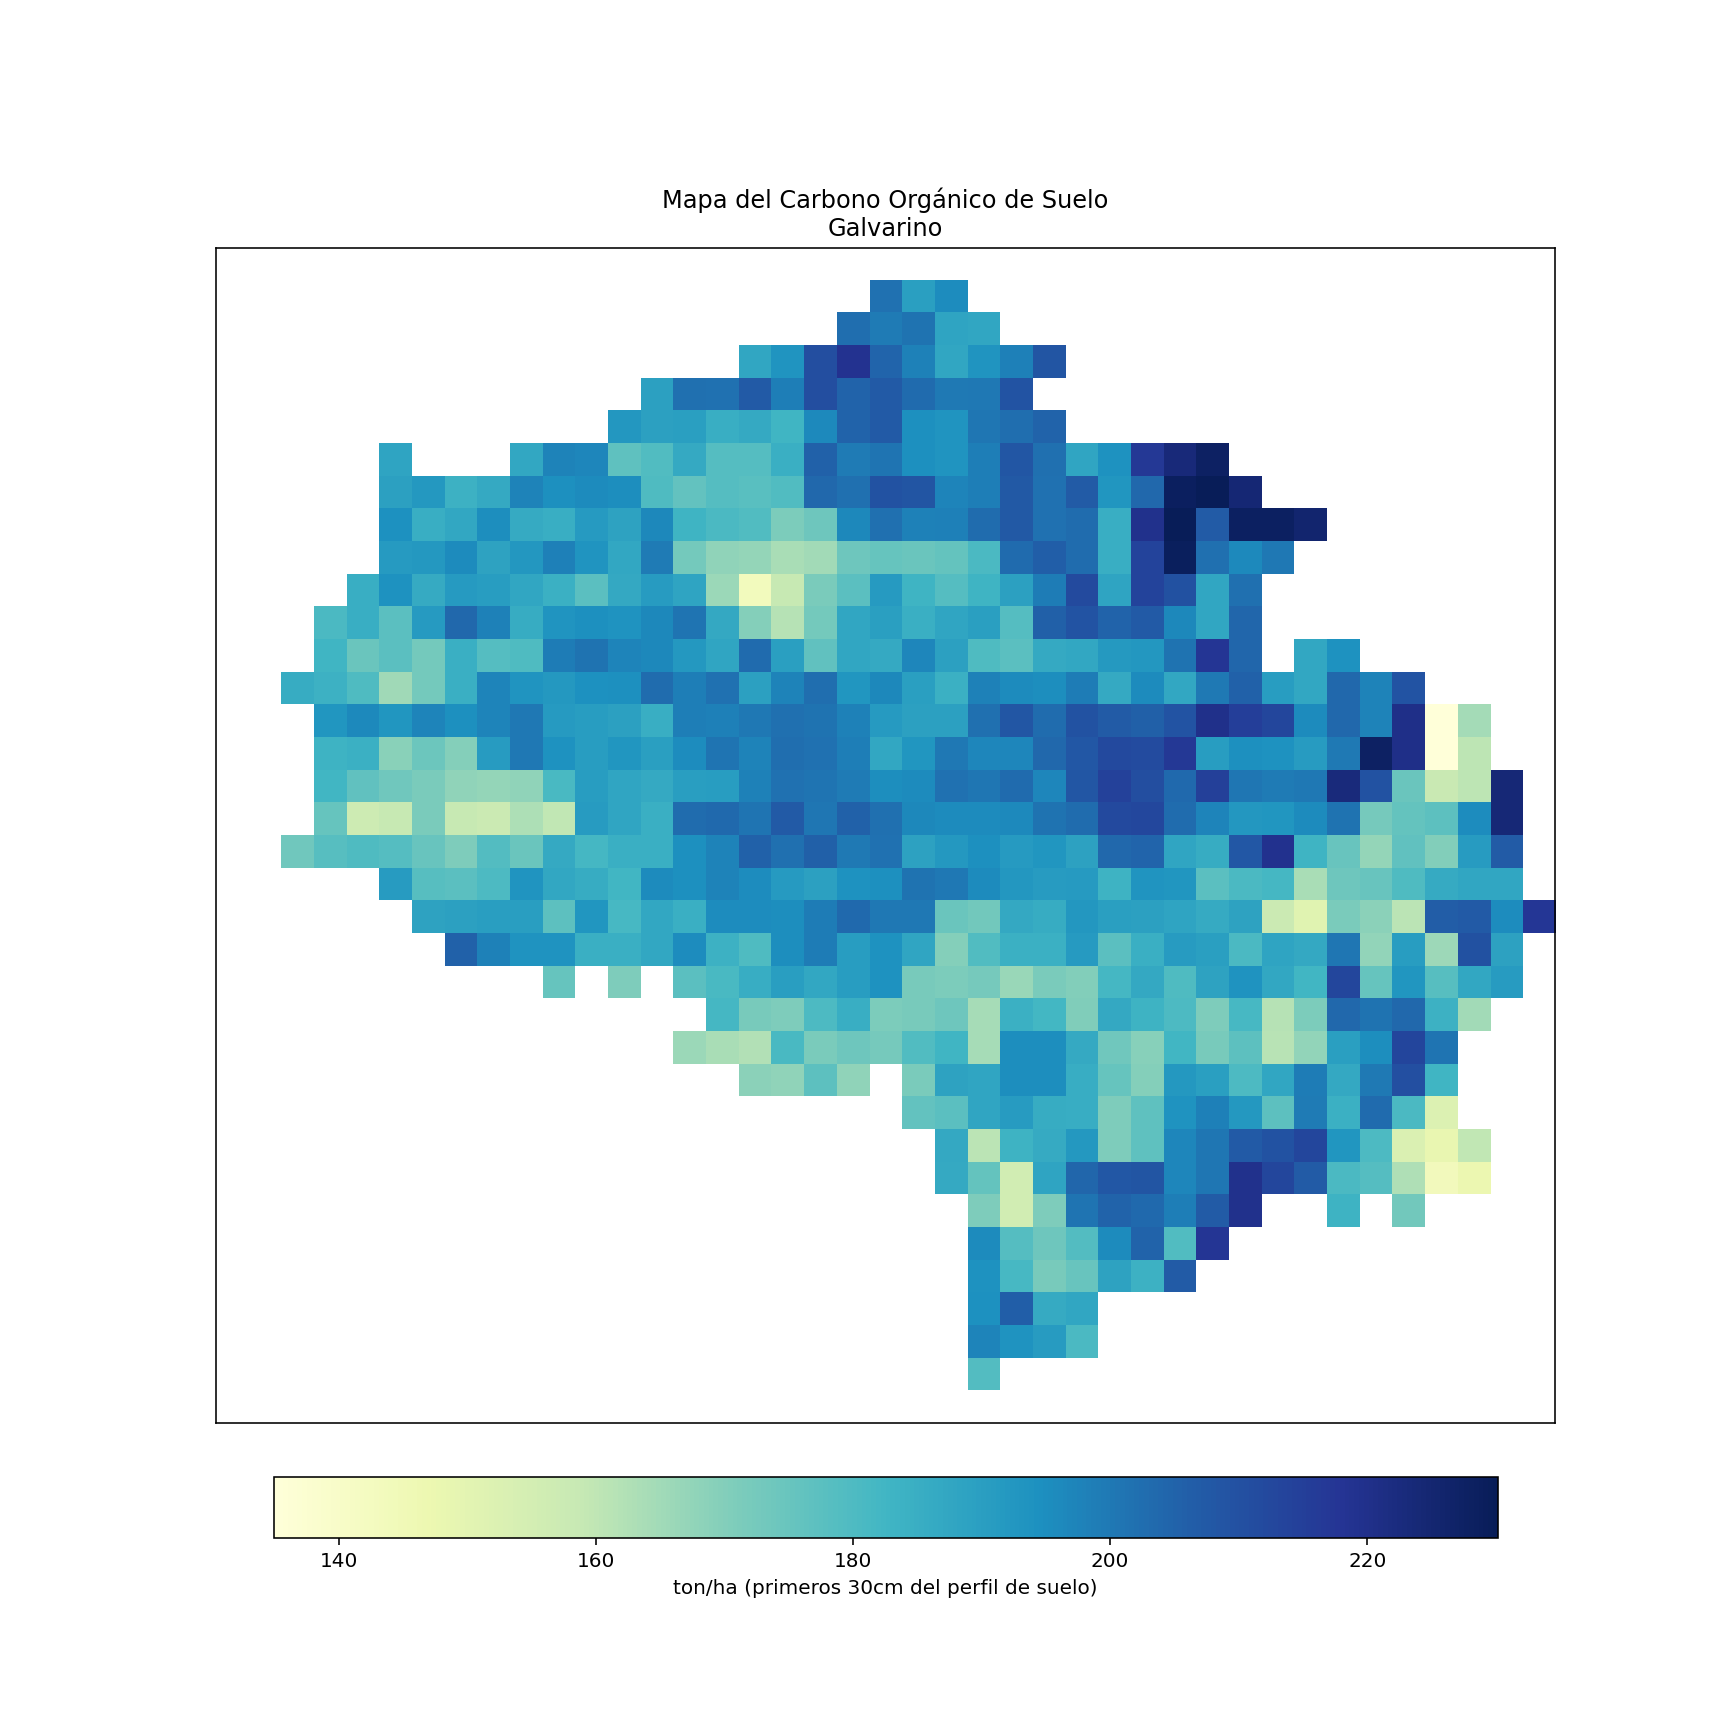 Mapa del Carbono Orgánico de Suelo
Galvarino
140 160 180 200 220
ton/ha (primeros 30cm del perfil de suelo)